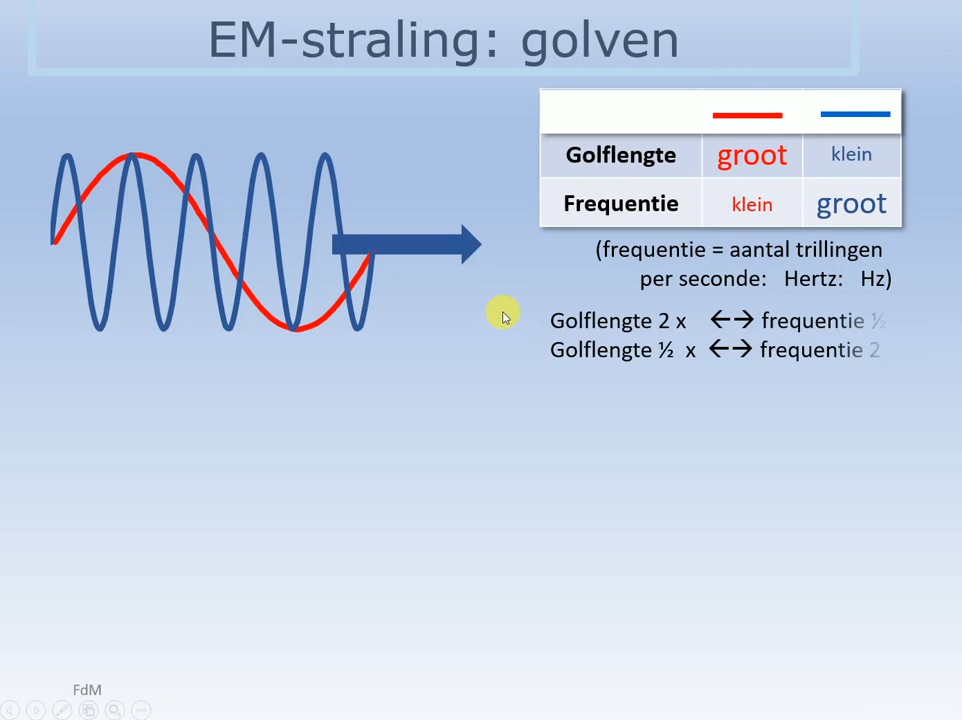 EM-straling: golven
Golflengte groot klein
Frequentie klein groot
(frequentie = aantal trillingen
per seconde: Hertz: Hz)
Golflengte 2 x ←→ frequentie ½
Golflengte ½ x ←→ frequentie 2
FdM